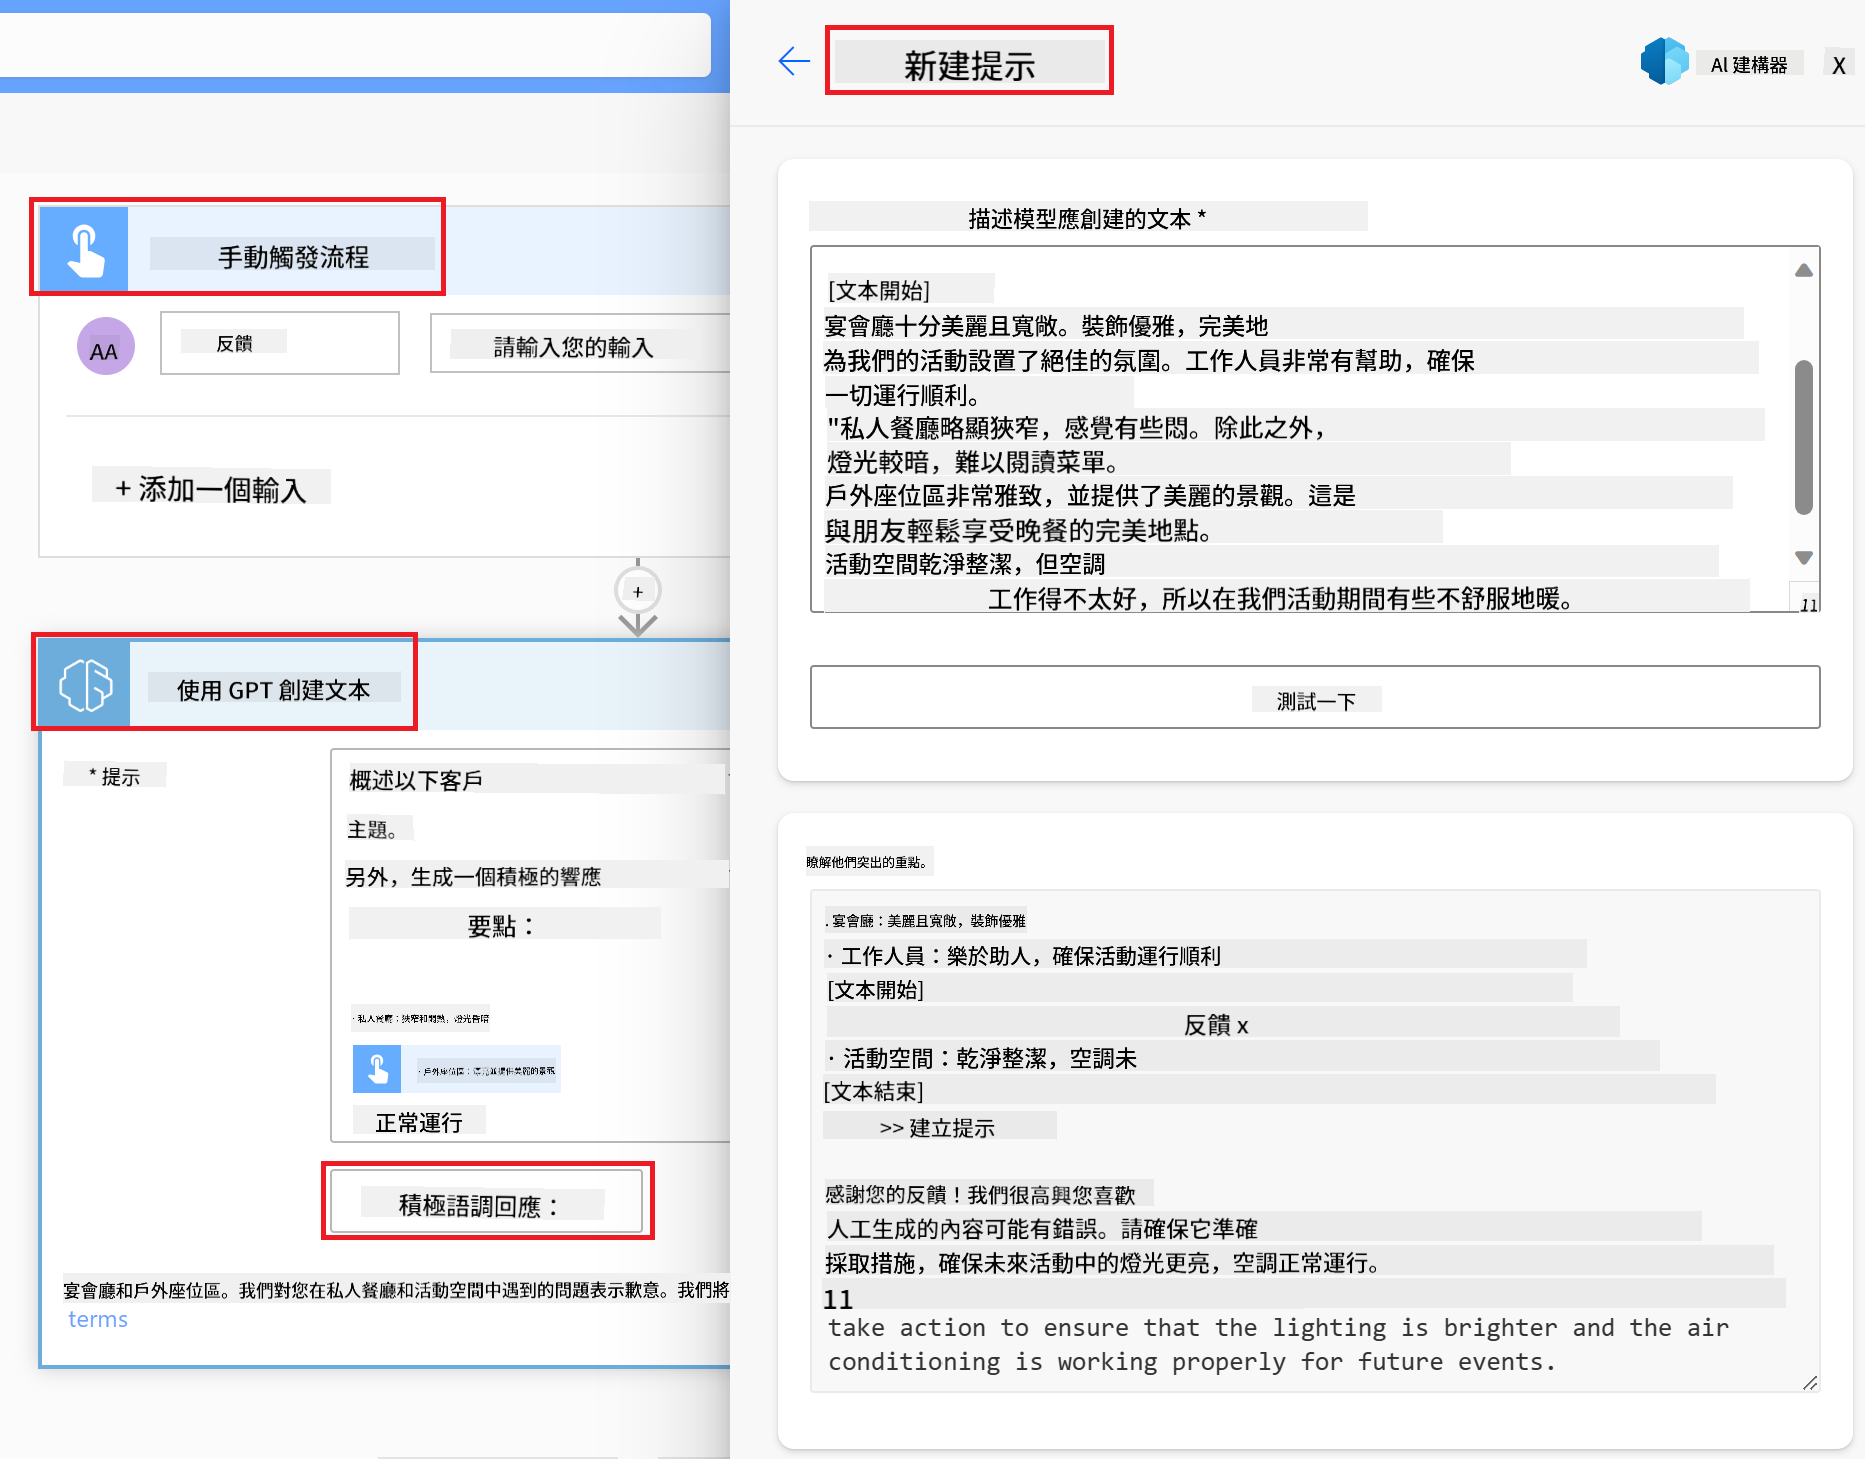 新建提示
AI 建構器
X
手動觸發流程
AA
反饋
請輸入您的輸入
+ 添加一個輸入
+
使用 GPT 創建文本
* 提示
概述以下客戶
主題。
另外，生成一個積極的響應
要點：
· 私人餐廳：狹窄和悶熱，燈光昏暗
· 戶外座位區：漂亮並提供美麗的景觀
正常運行
積極語調回應：
宴會廳和戶外座位區。我們對您在私人餐廳和活動空間中遇到的問題表示歉意。我們將
terms
描述模型應創建的文本 *
[文本開始]
宴會廳十分美麗且寬敞。裝飾優雅，完美地
為我們的活動設置了絕佳的氛圍。工作人員非常有幫助，確保
一切運行順利。
"私人餐廳略顯狹窄，感覺有些悶。除此之外，
燈光較暗，難以閱讀菜單。
戶外座位區非常雅致，並提供了美麗的景觀。這是
與朋友輕鬆享受晚餐的完美地點。
活動空間乾淨整潔，但空調
工作得不太好，所以在我們活動期間有些不舒服地暖。
11
測試一下
瞭解他們突出的重點。
. 宴會廳：美麗且寬敞，裝飾優雅
· 工作人員：樂於助人，確保活動運行順利
[文本開始]
反饋 x
· 活動空間：乾淨整潔，空調未
[文本結束]
>> 建立提示
感謝您的反饋！我們很高興您喜歡
人工生成的內容可能有錯誤。請確保它準確
採取措施，確保未來活動中的燈光更亮，空調正常運行。
11
take action to ensure that the lighting is brighter and the air
conditioning is working properly for future events.